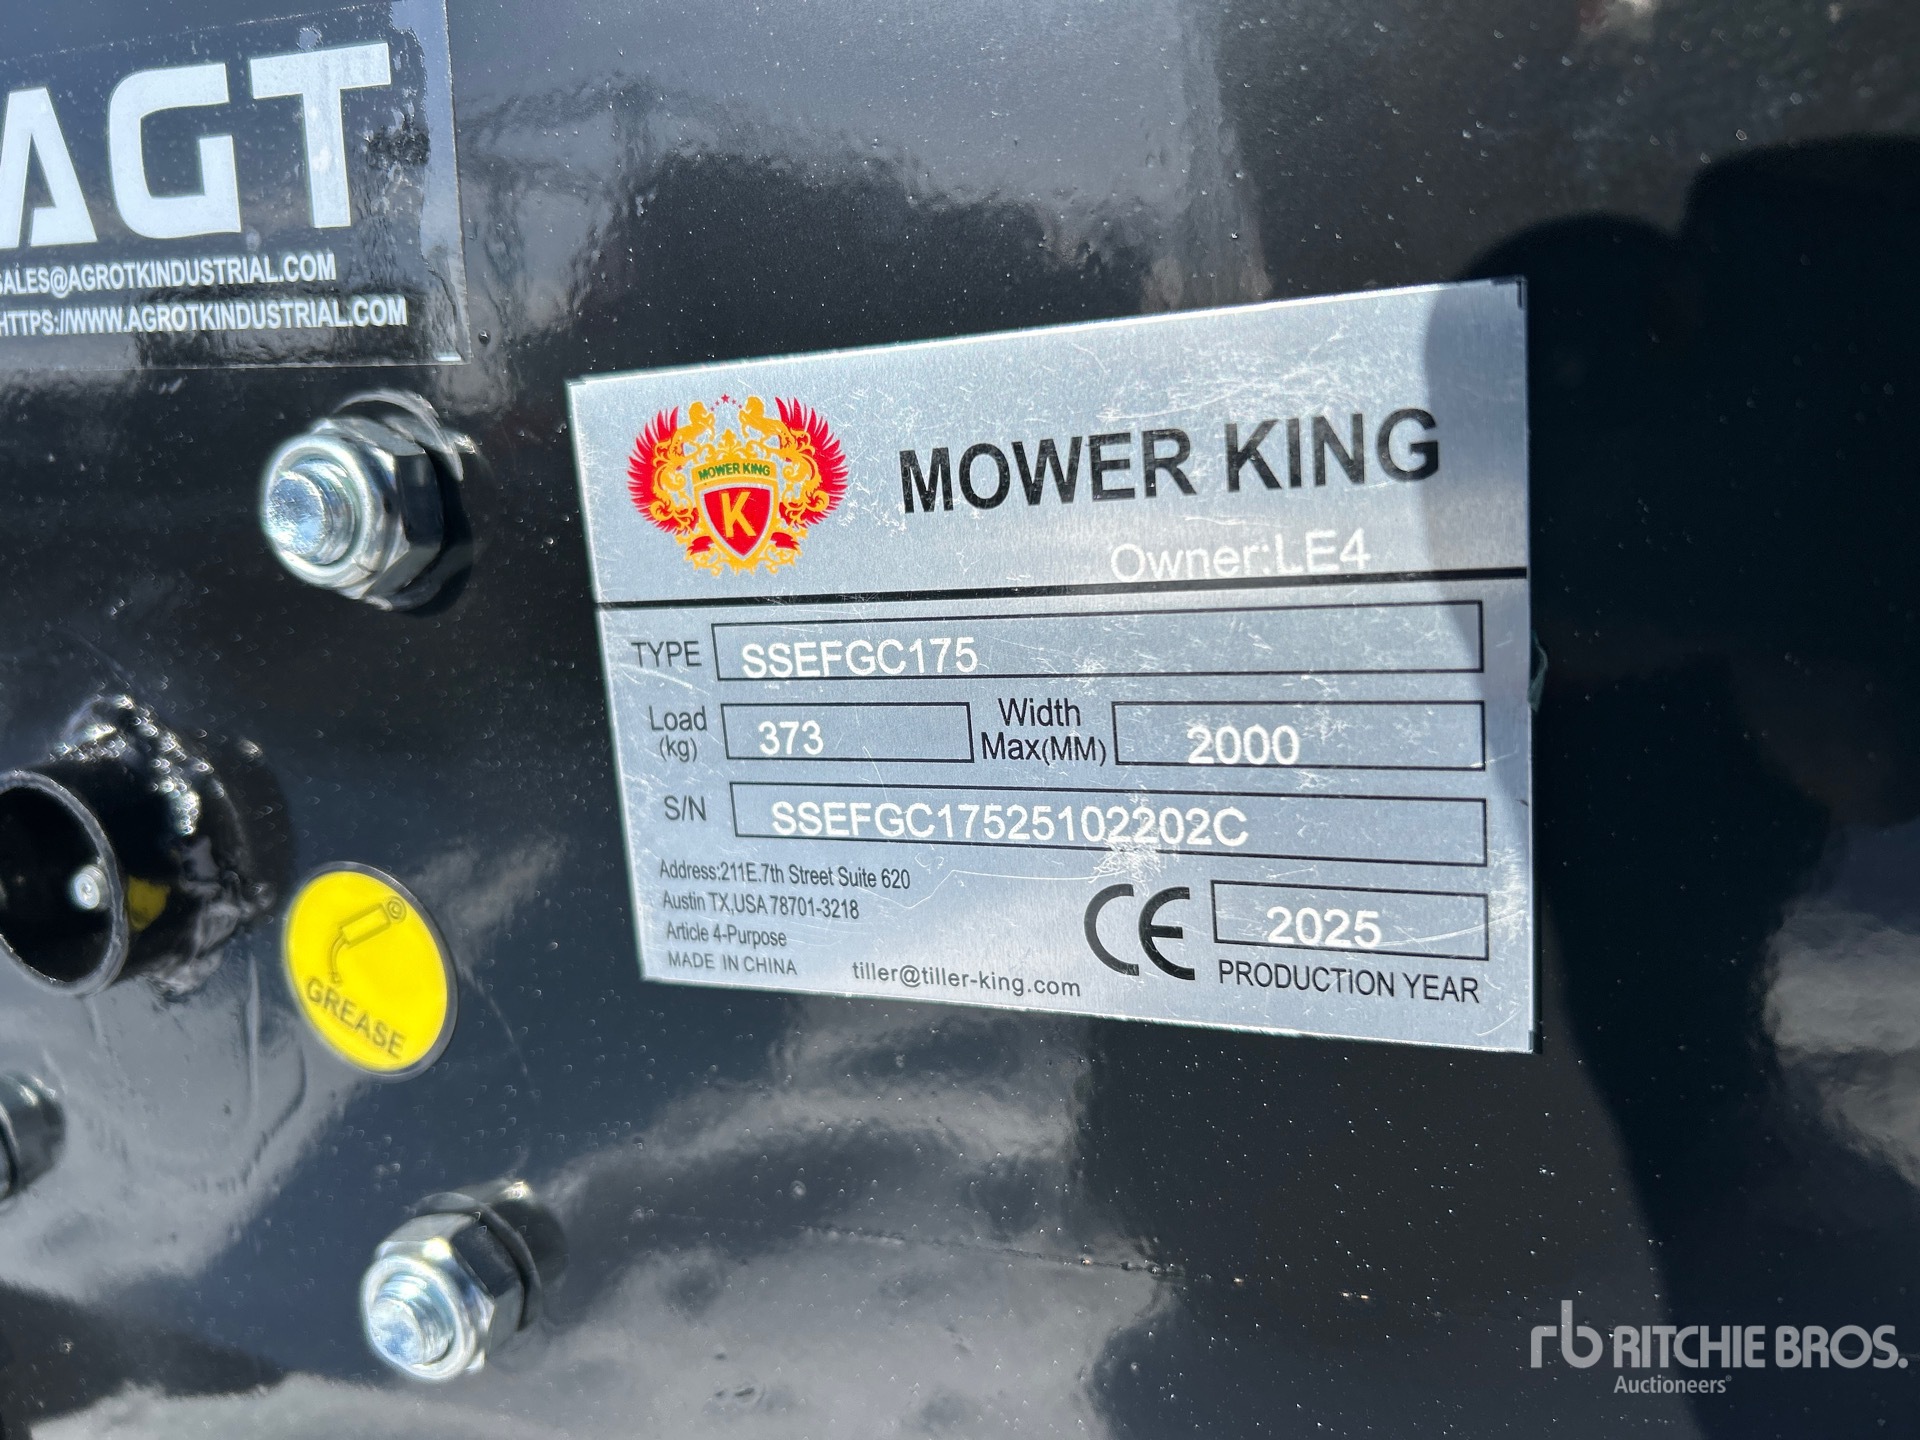 AGT
SALES@AGROTKINDUSTRIAL.COM
HTTPS://WWW.AGROTKINDUSTRIAL.COM
MOWER KING
K
MOWER KING
Owner:LE4
TYPE SSEFGC175
Load (kg) 373 Width Max(MM) 2000
S/N SSEFGC17525102202C
Address:211E.7th Street Suite 620
Austin TX,USA 78701-3218
Article 4-Purpose
MADE IN CHINA
tiller@tiller-king.com
CE
2025
PRODUCTION YEAR
GREASE
rb RITCHIE BROS.
Auctioneers®